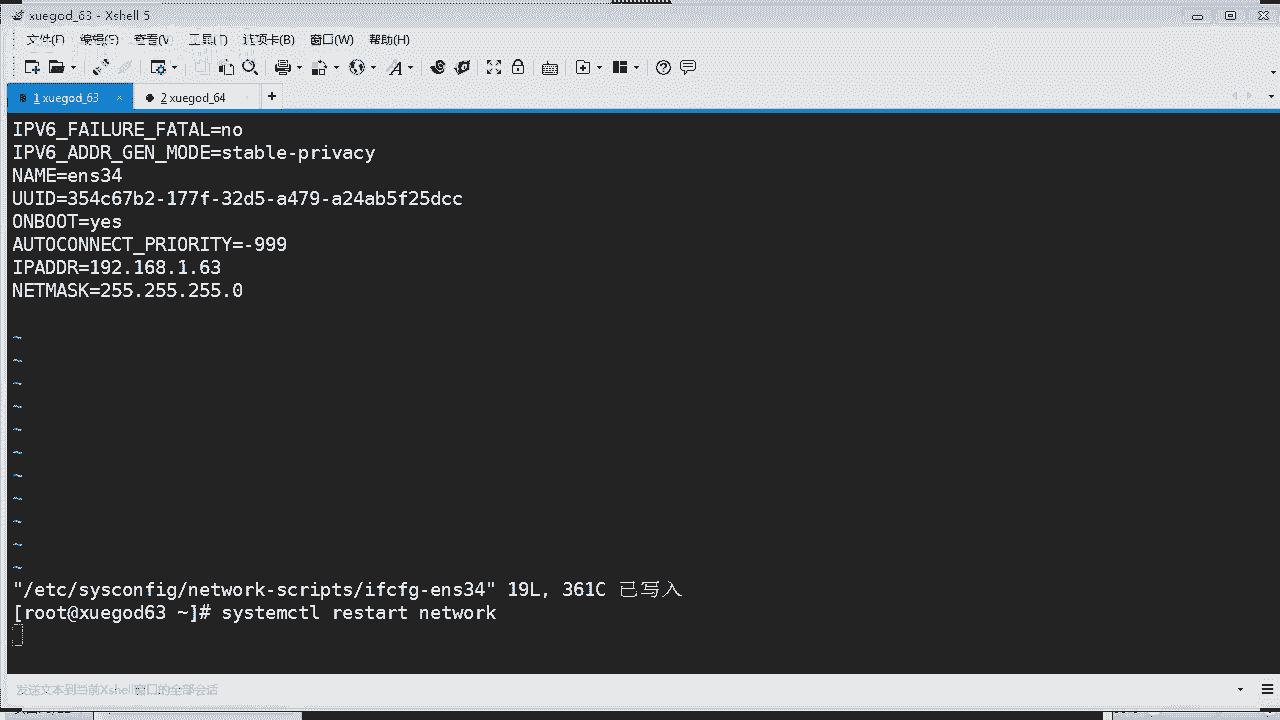 xuegod_63 - Xshell 5
文件(F) 编辑(E) 查看(V) 工具(T) 选项卡(B) 窗口(W) 帮助(H)
1 xuegod_63 × 2 xuegod_64 +
IPV6_FAILURE_FATAL=no
IPV6_ADDR_GEN_MODE=stable-privacy
NAME=ens34
UUID=354c67b2-177f-32d5-a479-a24ab5f25dcc
ONBOOT=yes
AUTOCONNECT_PRIORITY=-999
IPADDR=192.168.1.63
NETMASK=255.255.255.0
~
~
~
~
~
~
~
~
~
~
~
"/etc/sysconfig/network-scripts/ifcfg-ens34" 19L, 361C 已写入
[root@xuegod63 ~]# systemctl restart network
发送文本到当前Xshell窗口的全部会话